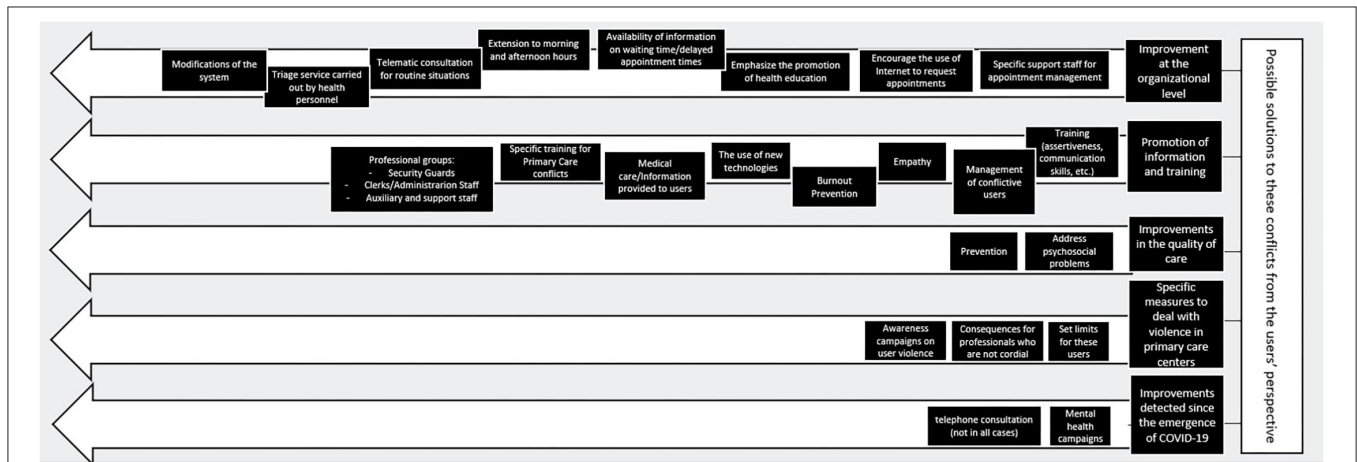 Modifications of the
system
Triage service carried
out by health
personnel
Telematic consultation
for routine situations
Extension to morning
and afternoon hours
Availability of information
on waiting time/delayed
appointment times
Emphasize the promotion
of health education
Encourage the use of
Internet to request
appointments
Specific support staff for
appointment management
Improvement
at the
organizational
level
Professional groups:
- Security Guards
- Clerks/Administrarion Staff
- Auxiliary and support staff
Specific training for
Primary Care
conflicts
Medical
care/Information
provided to users
The use of new
technologies
Burnout
Prevention
Empathy
Management
of conflictive
users
Training
(assertiveness,
communication
skills, etc.)
Promotion of
information
and training
Prevention
Address
psychosocial
problems
Improvements
in the quality of
care
Awareness
campaigns on
user violence
Consequences for
professionals who
are not cordial
Set limits
for these
users
Specific
measures to
deal with
violence in
primary care
centers
telephone consultation
(not in all cases)
Mental
health
campaigns
Improvements
detected since
the emergence
of COVID-19
Possible solutions to these conflicts from the users' perspective